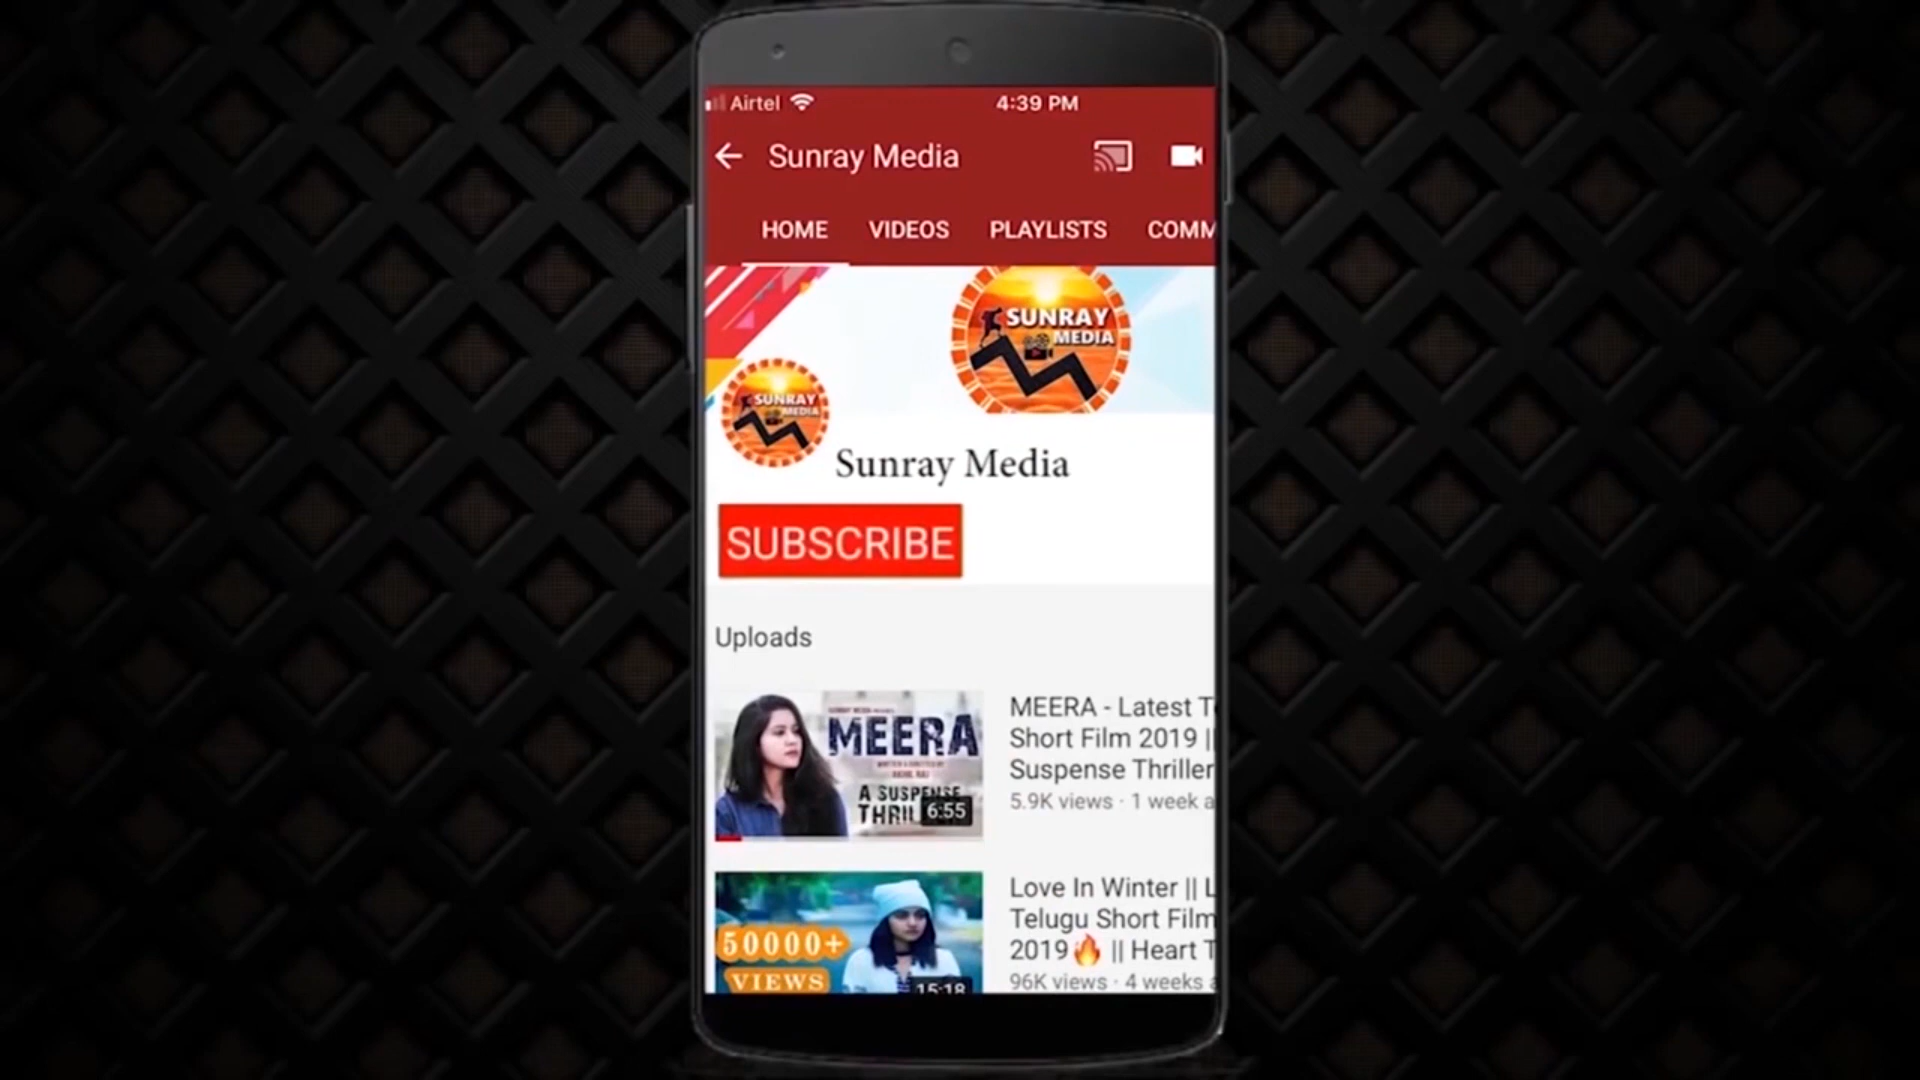 Airtel
4:39 PM
Sunray Media
HOME VIDEOS PLAYLISTS COMM
SUNRAY
MEDIA
SUNRAY
MEDIA
Sunray Media
SUBSCRIBE
Uploads
MEERA
A SUSPENSE
6:55
MEERA - Latest T
Short Film 2019 ||
Suspense Thriller
5.9K views · 1 week a
50000+
VIEWS
15:18
Love In Winter || L
Telugu Short Film
2019🔥 || Heart T
96K views · 4 weeks a